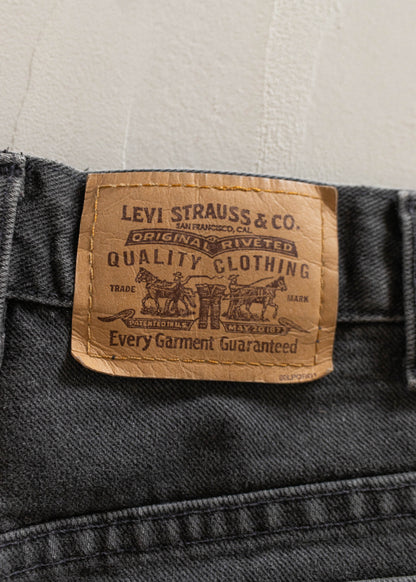 LEVI STRAUSS & CO.
SAN FRANCISCO, CAL.
ORIGINAL RIVETED
QUALITY CLOTHING
TRADE MARK
PATENTED IN U.S. MAY 20 1873
Every Garment Guaranteed